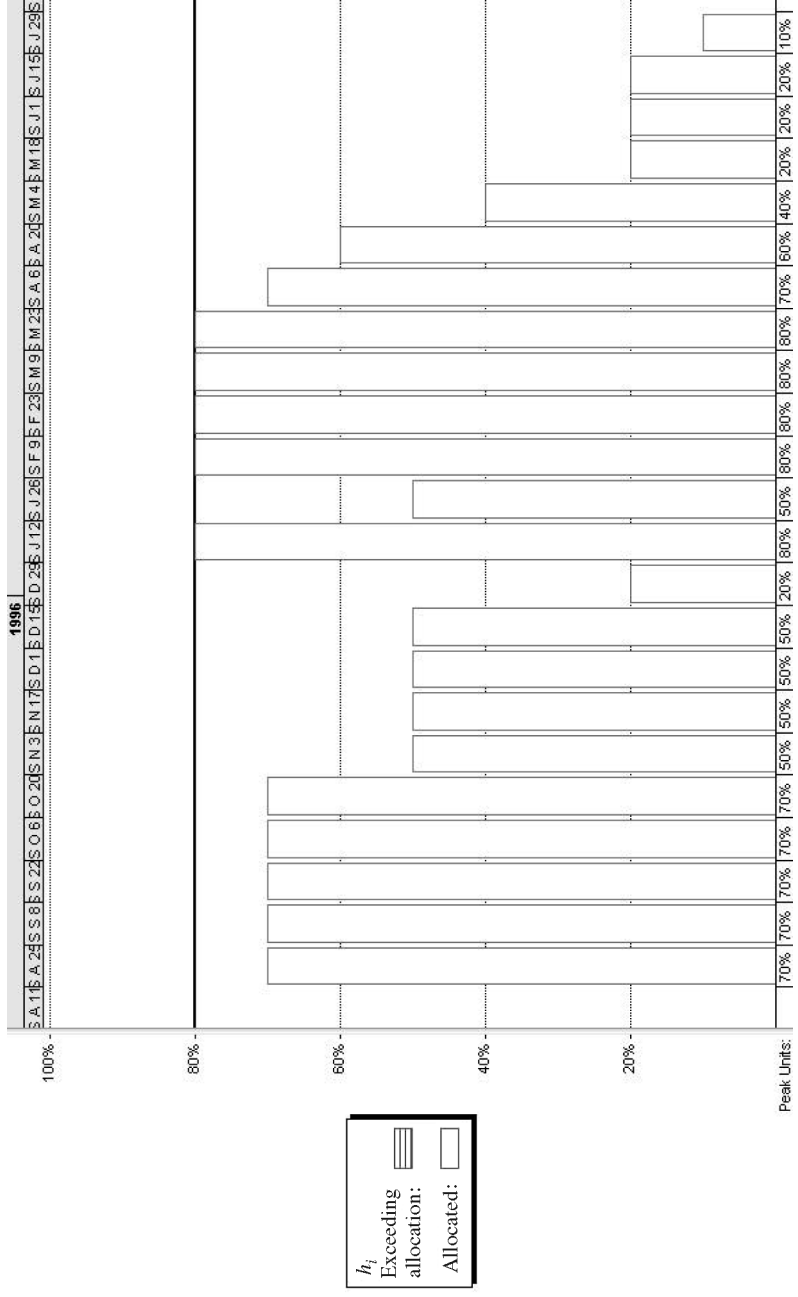 1996
S A 11 S A 25 S S 8 S S 22 S O 6 S O 20 S N 3 S N 17 S D 1 S D 15 S D 29 S J 12 S J 26 S F 9 S F 23 S M 9 S M 23 S A 6 S A 20 S M 4 S M 18 S J 1 S J 15 S J 29 S
100%
80%
60%
40%
20%
Peak Units: 70% 70% 70% 70% 70% 50% 50% 50% 50% 20% 80% 50% 80% 80% 80% 80% 70% 60% 40% 20% 20% 20% 10%
hi
Exceeding
allocation:
Allocated: